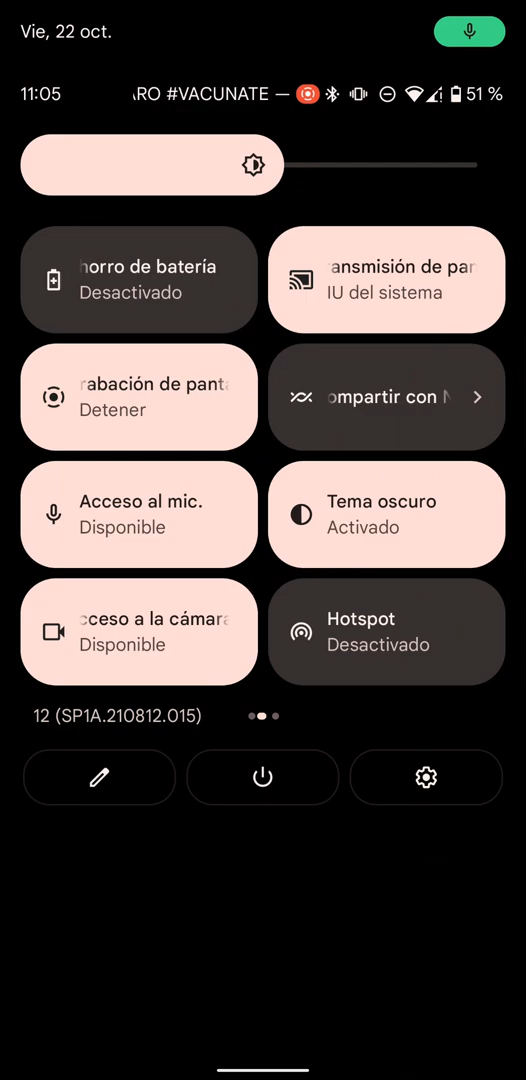 Vie, 22 oct.
11:05 ARO #VACUNATE — 51 %
horro de batería
Desactivado
ansmisión de par
IU del sistema
rabación de panta
Detener
ompartir con N
Acceso al mic.
Disponible
Tema oscuro
Activado
cceso a la cámara
Disponible
Hotspot
Desactivado
12 (SP1A.210812.015)